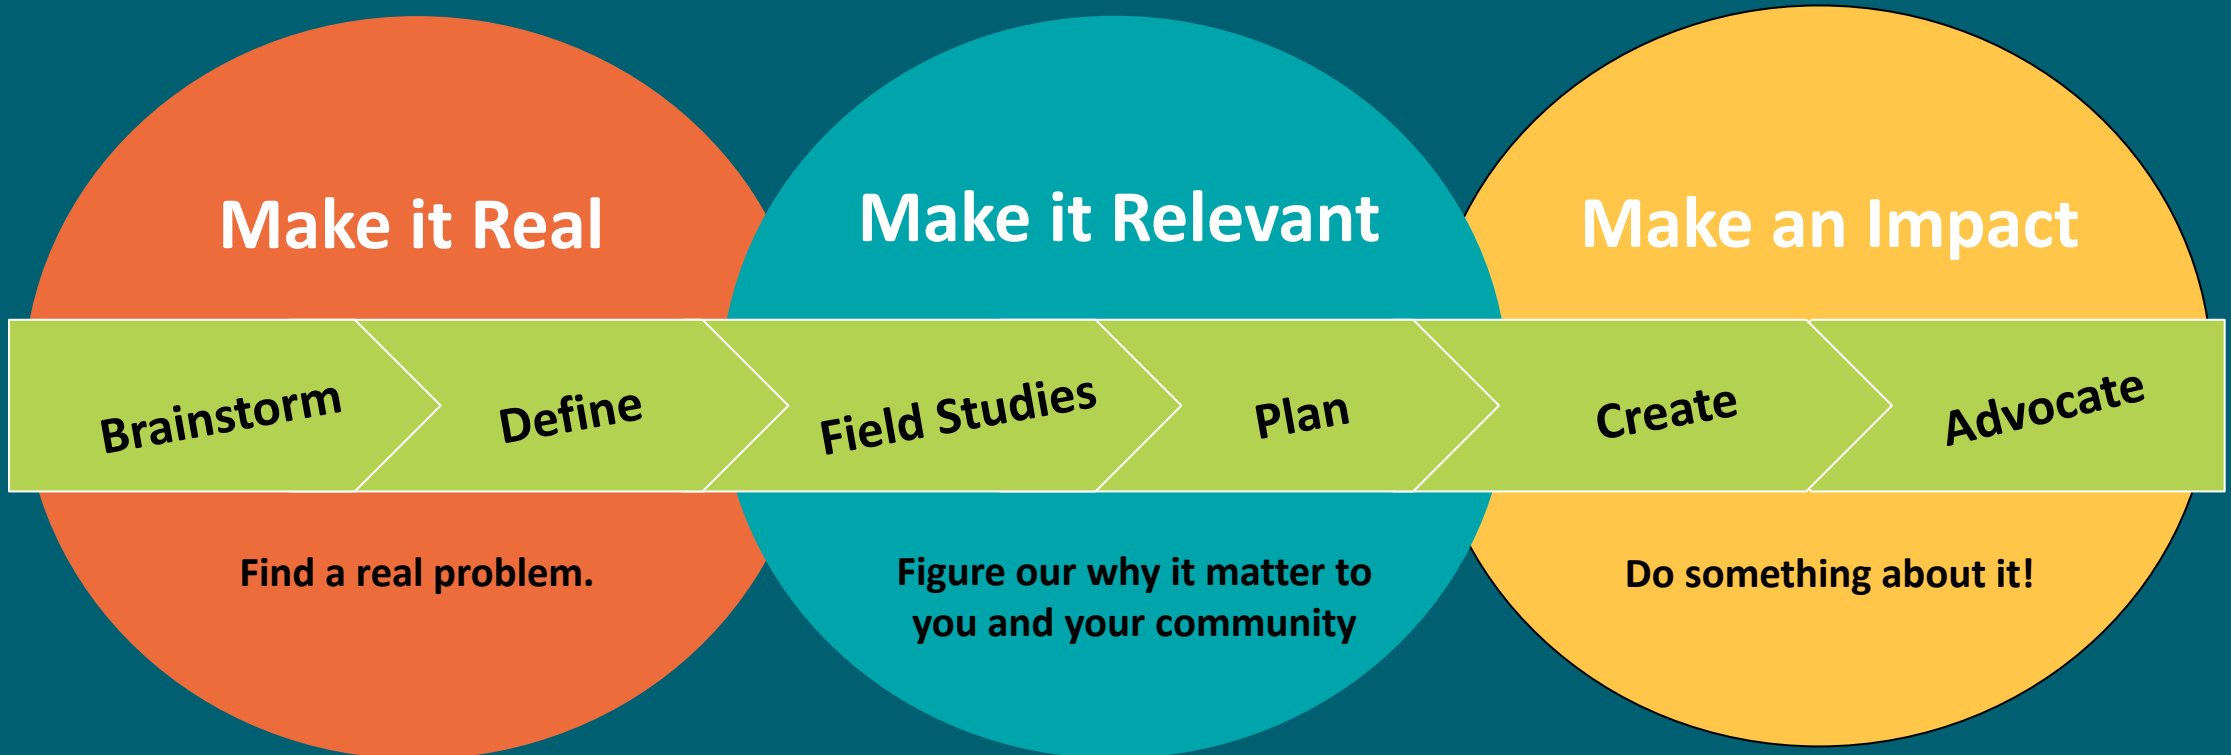 Make it Real
Make it Relevant
Make an Impact
Brainstorm
Define
Field Studies
Plan
Create
Advocate
Find a real problem.
Figure our why it matter to
you and your community
Do something about it!